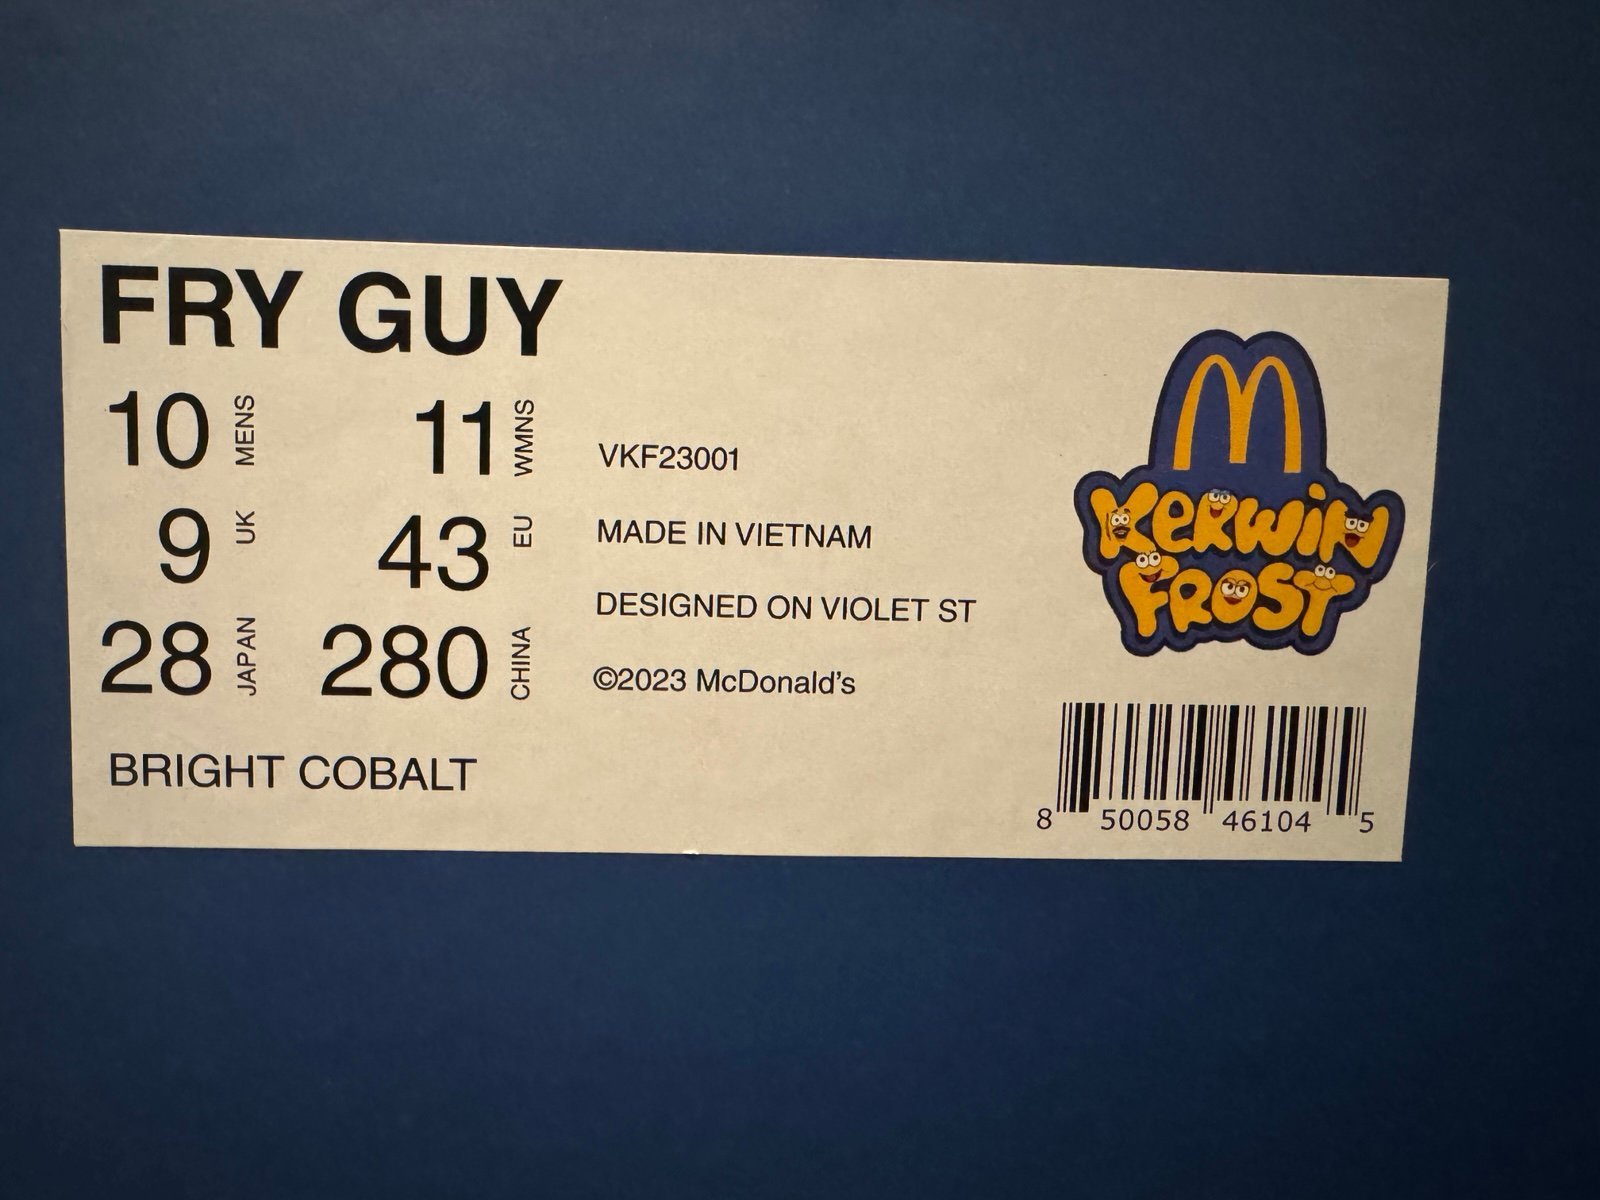 FRY GUY
10 MENS 11 WMNS
9 UK 43 EU
28 JAPAN 280 CHINA
BRIGHT COBALT
VKF23001
MADE IN VIETNAM
DESIGNED ON VIOLET ST
©2023 McDonald's
M
KERWIN
FROST
8 50058 46104 5